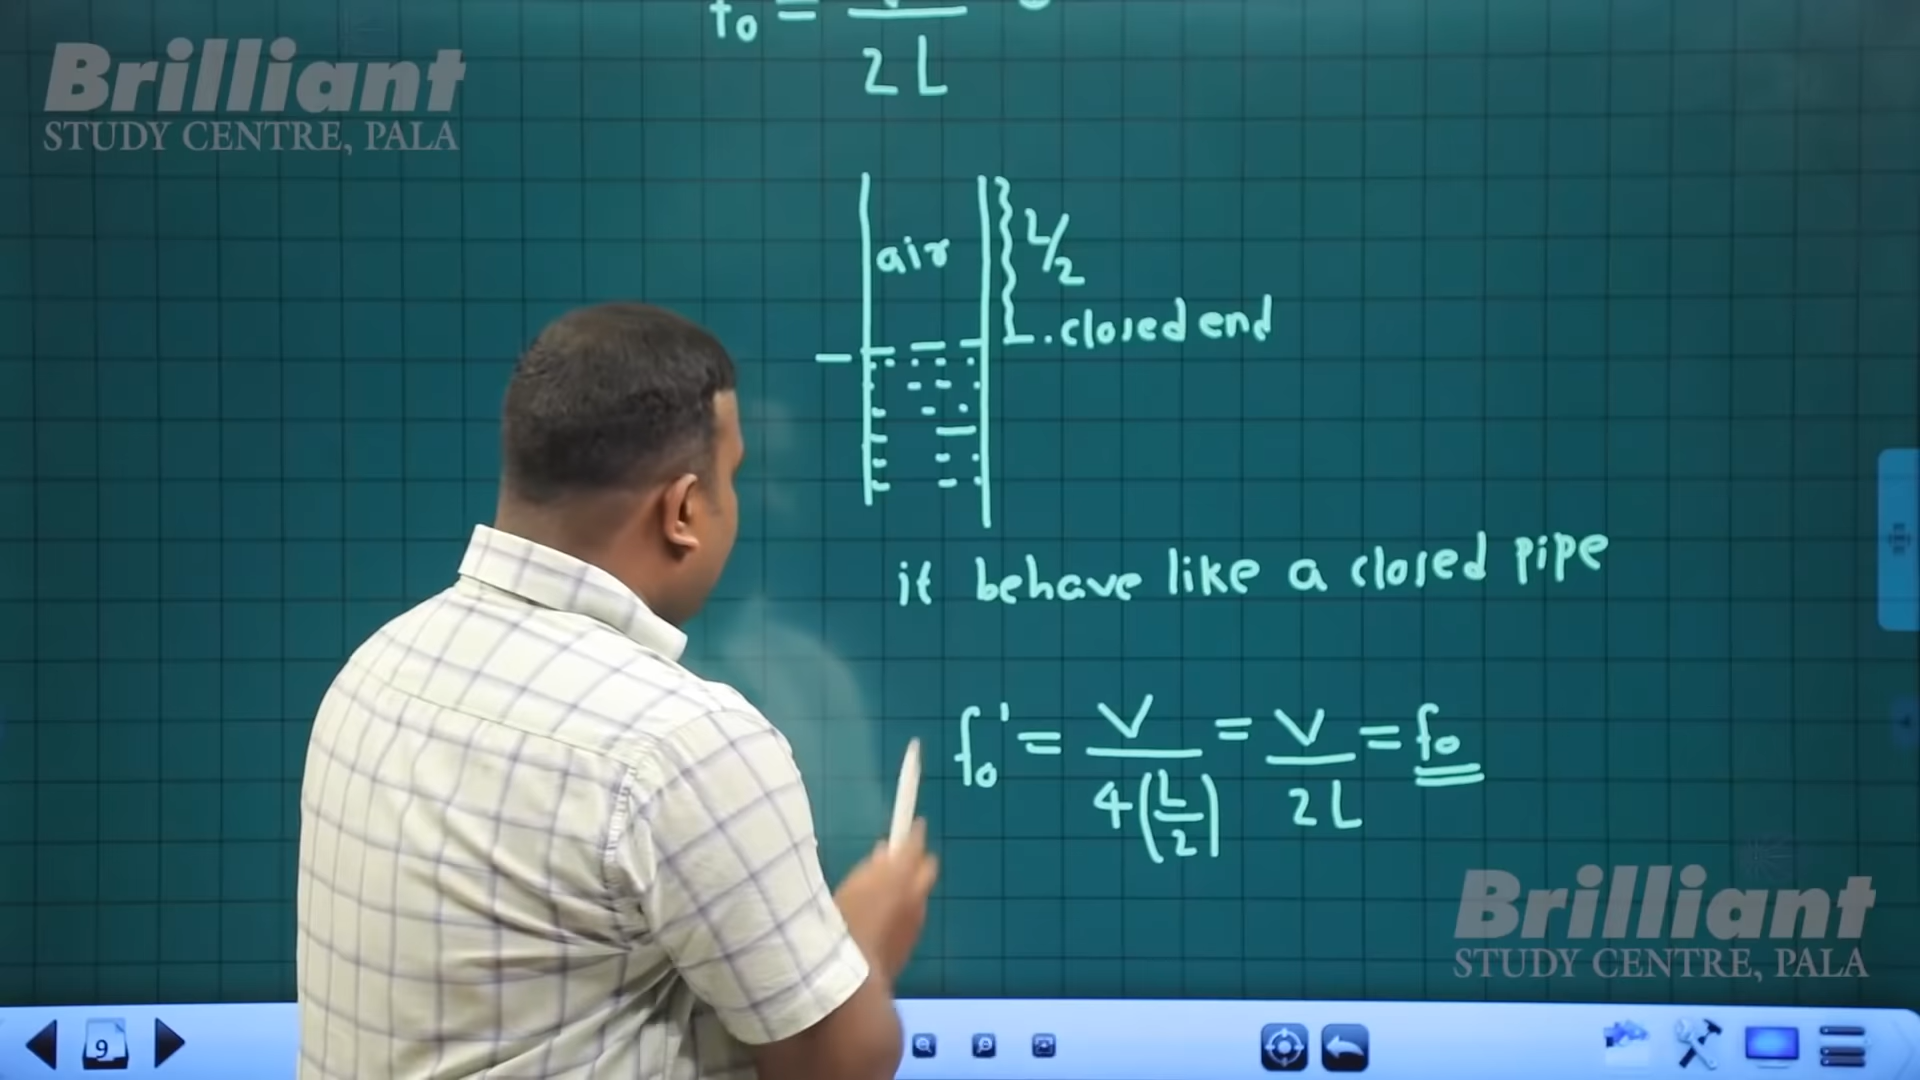 Brilliant
STUDY CENTRE, PALA
f₀ = V
2L
air
L/2
closed end
it behave like a closed pipe
f₀' = V/4(L/2) = V/2L = f₀
Brilliant
STUDY CENTRE, PALA
9